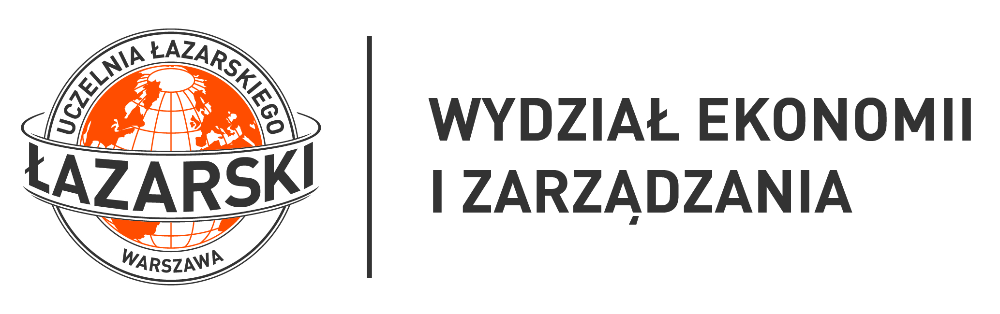 UCZELNIA ŁAZARSKIEGO
ŁAZARSKI
WARSZAWA
WYDZIAŁ EKONOMII
I ZARZĄDZANIA